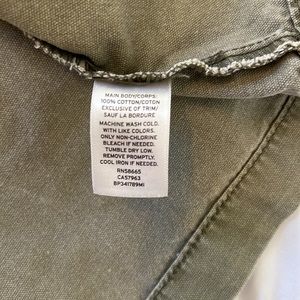 MAIN BODY/CORPS:
100% COTTON/COTON
EXCLUSIVE OF TRIM/
SAUF LA BORDURE
MACHINE WASH COLD.
WITH LIKE COLORS.
ONLY NON-CHLORINE
BLEACH IF NEEDED.
TUMBLE DRY LOW.
REMOVE PROMPTLY.
COOL IRON IF NEEDED.
RN58665
CA57963
BP341789MI